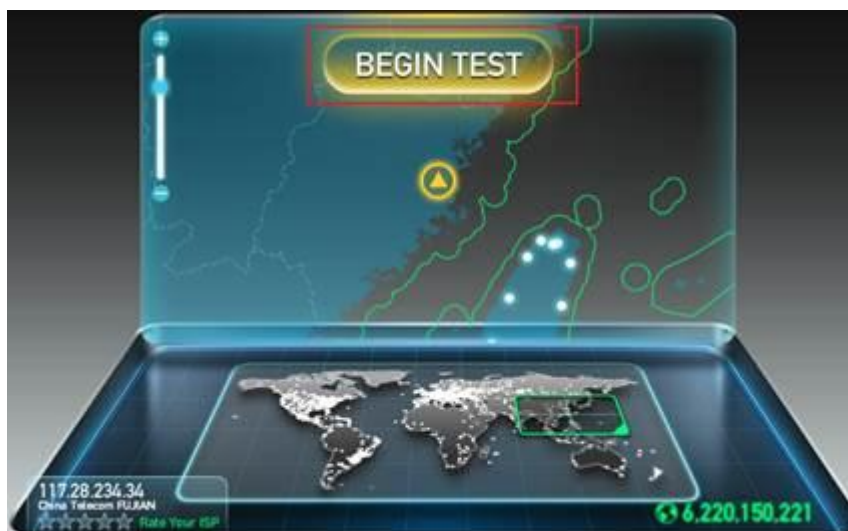 BEGIN TEST
117.28.234.34
China Telecom FUJIAN
Rate Your ISP
6,220,150,221